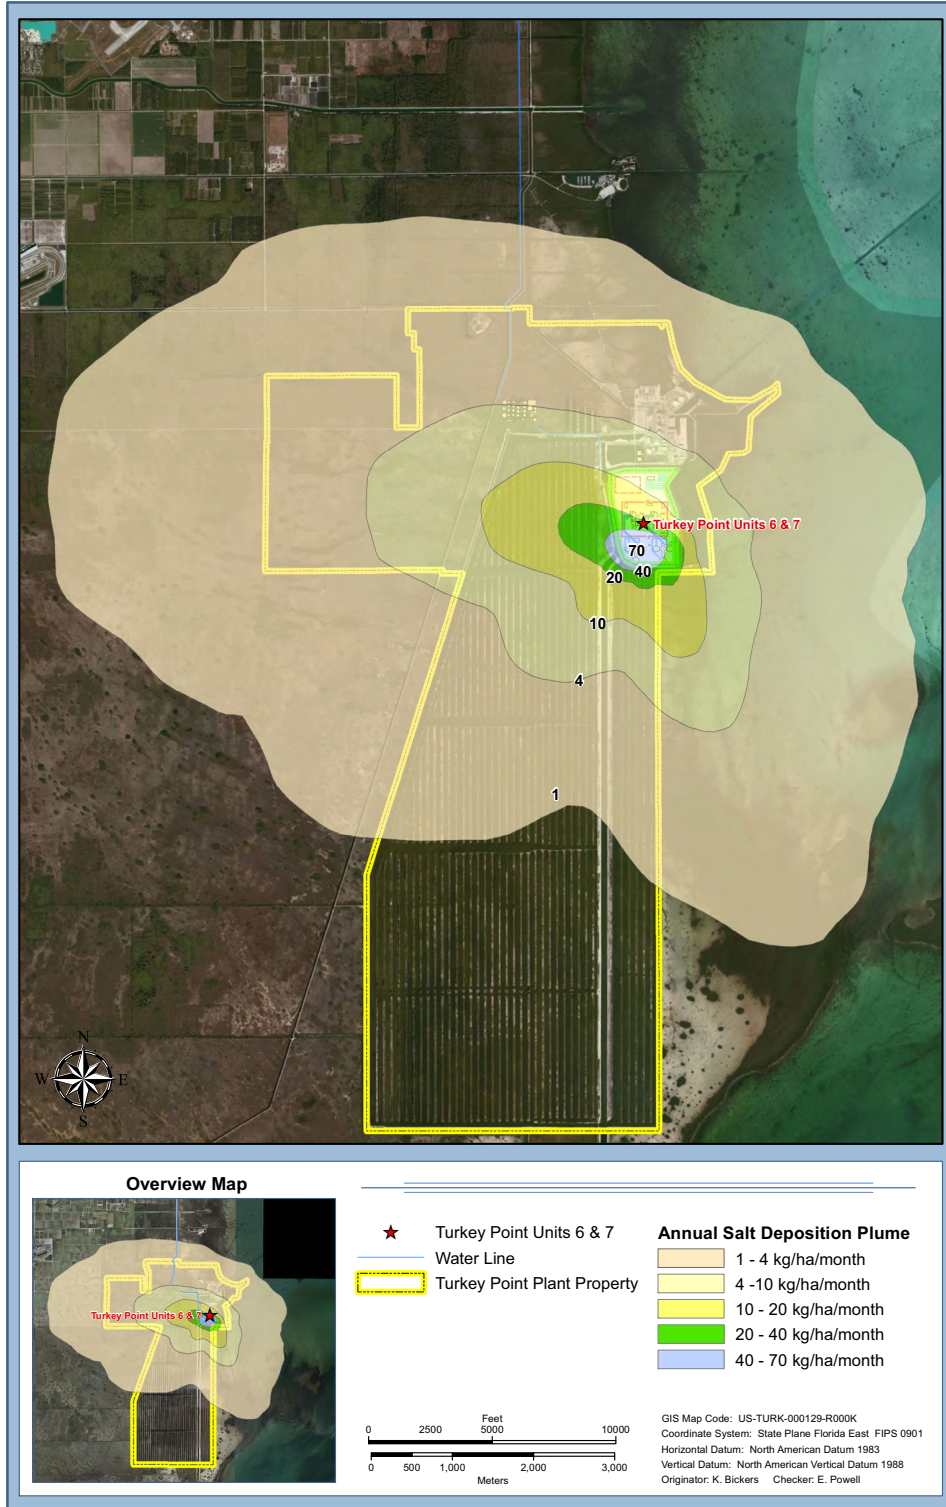 Turkey Point Units 6 & 7
70
20
40
10
4
1
N
W
E
S
Overview Map
Turkey Point Units 6 & 7
Turkey Point Units 6 & 7
Water Line
Turkey Point Plant Property
Annual Salt Deposition Plume
1 - 4 kg/ha/month
4 -10 kg/ha/month
10 - 20 kg/ha/month
20 - 40 kg/ha/month
40 - 70 kg/ha/month
Feet
0 2500 5000 10000
0 500 1,000 2,000 3,000
Meters
GIS Map Code: US-TURK-000129-R000K
Coordinate System: State Plane Florida East FIPS 0901
Horizontal Datum: North American Datum 1983
Vertical Datum: North American Vertical Datum 1988
Originator: K. Bickers Checker: E. Powell